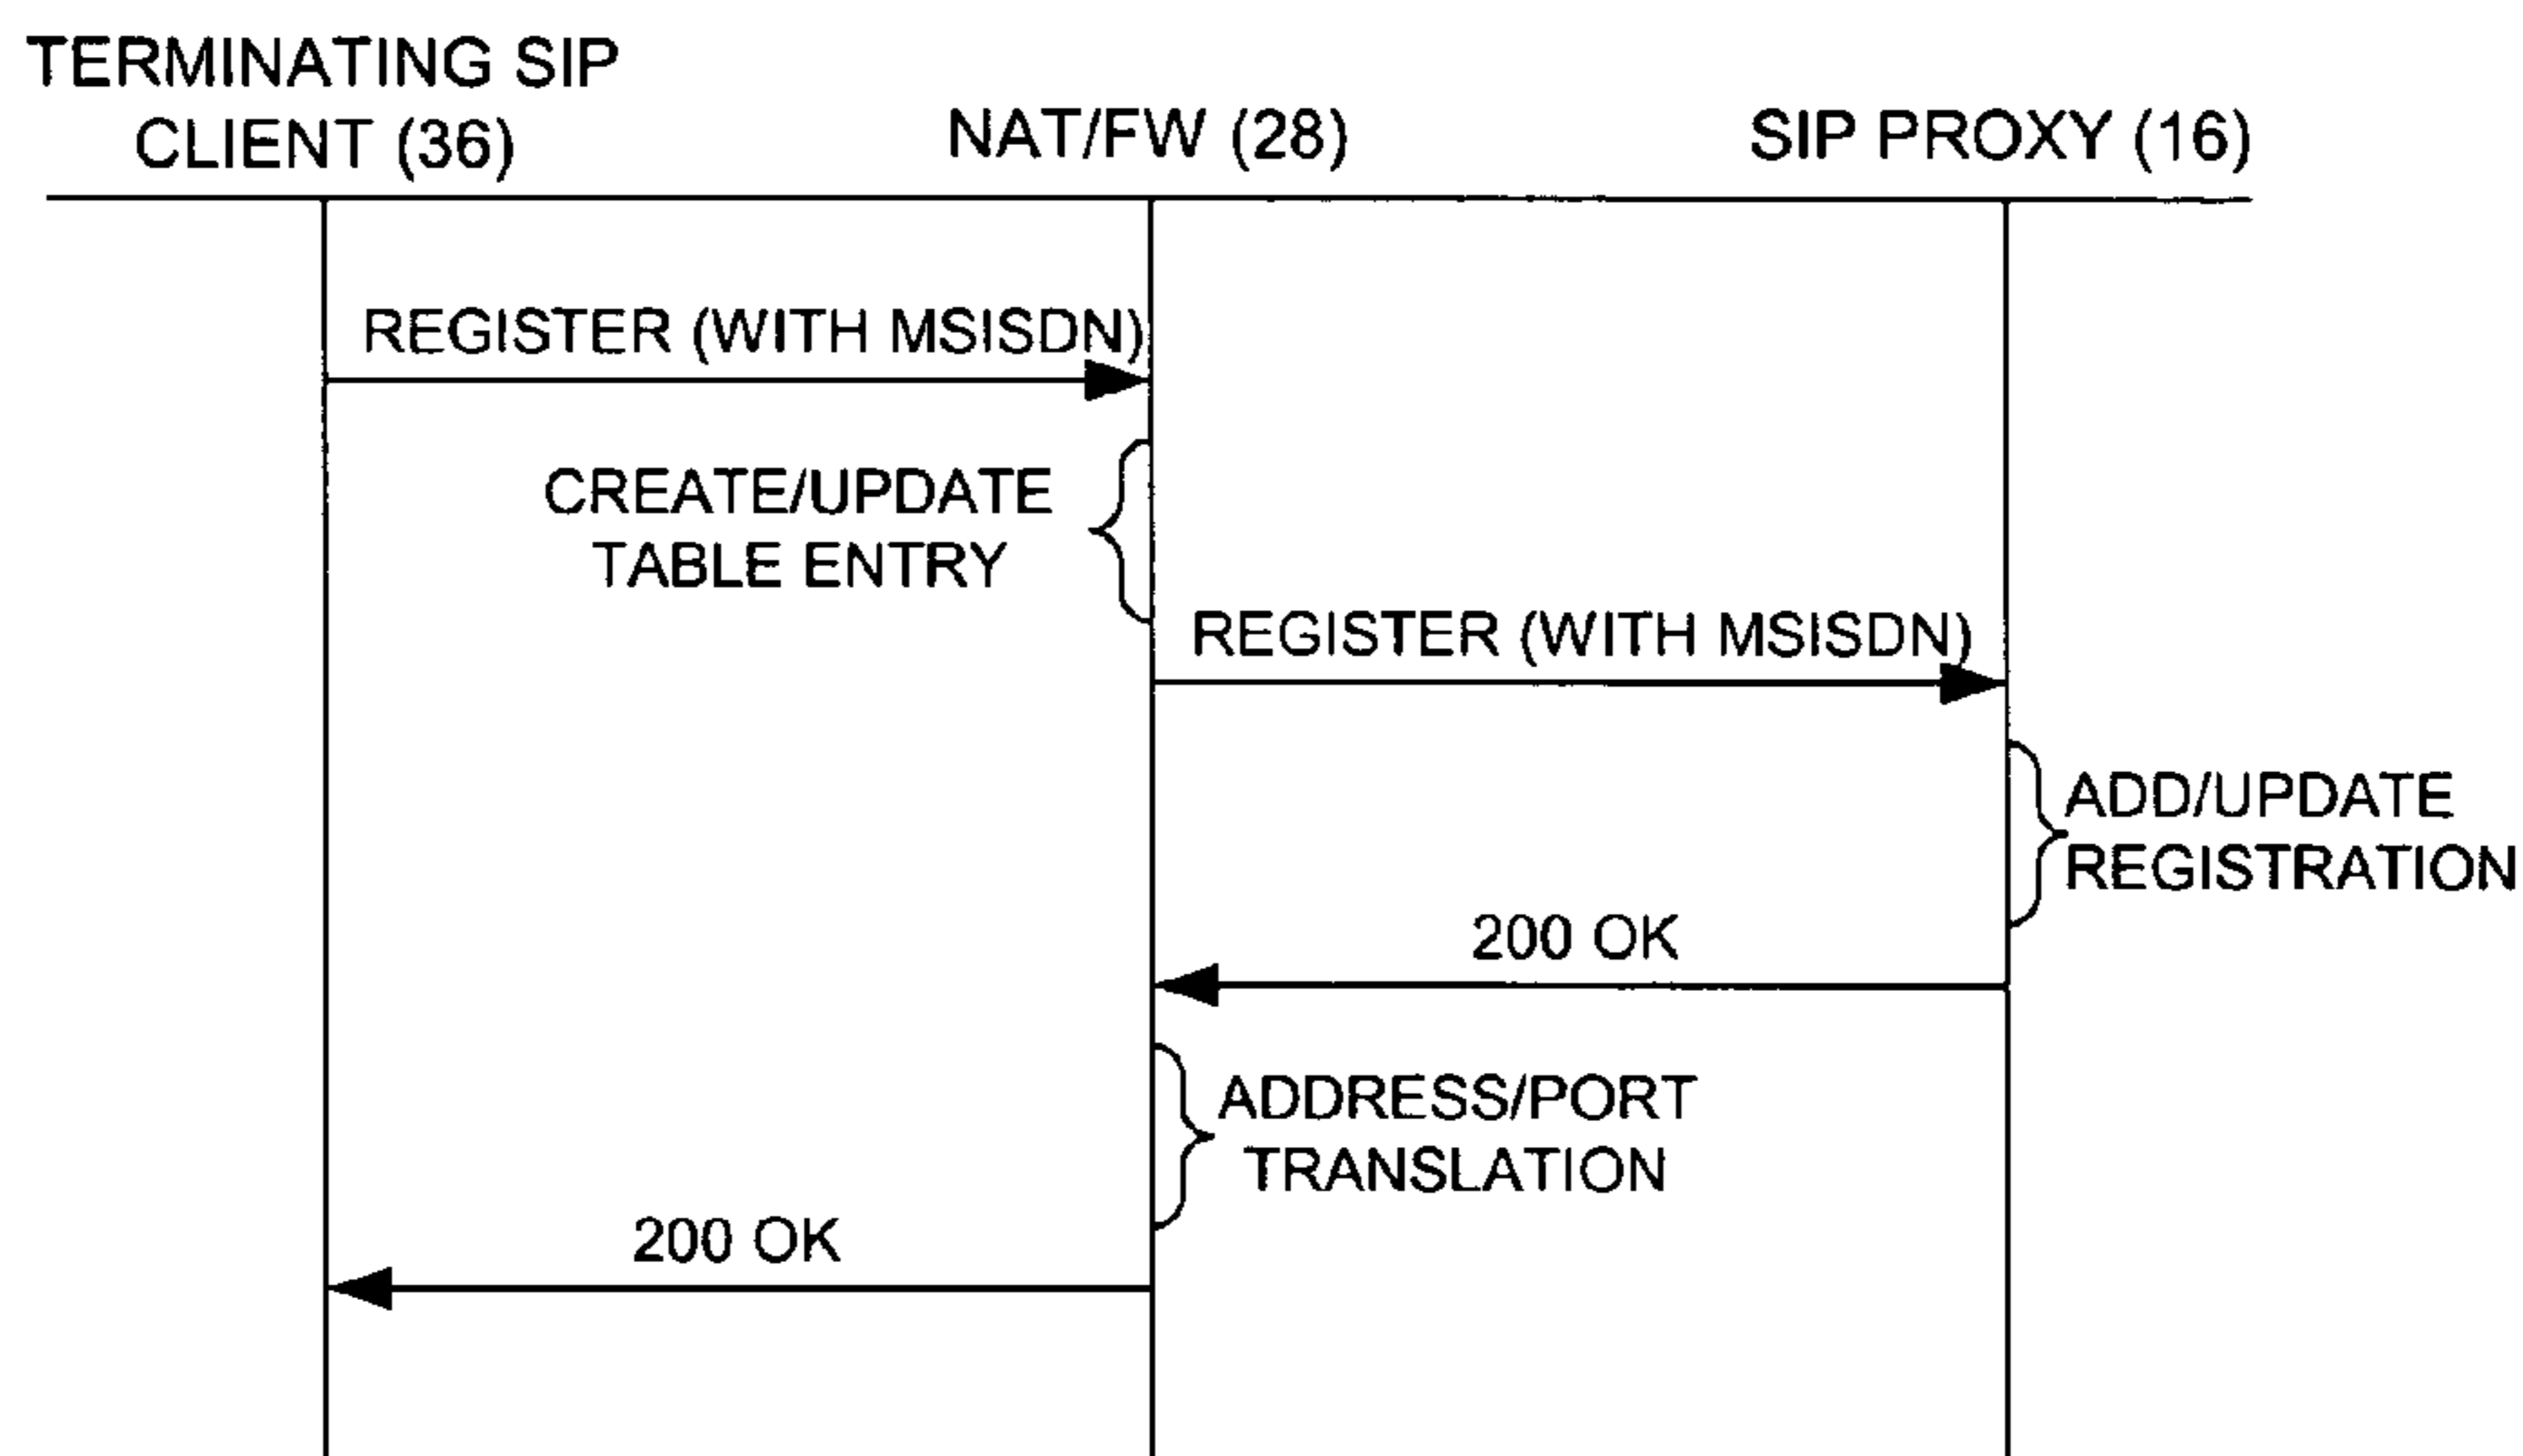 TERMINATING SIP
CLIENT (36)
NAT/FW (28)
SIP PROXY (16)
REGISTER (WITH MSISDN)
CREATE/UPDATE
TABLE ENTRY
REGISTER (WITH MSISDN)
ADD/UPDATE
REGISTRATION
200 OK
ADDRESS/PORT
TRANSLATION
200 OK